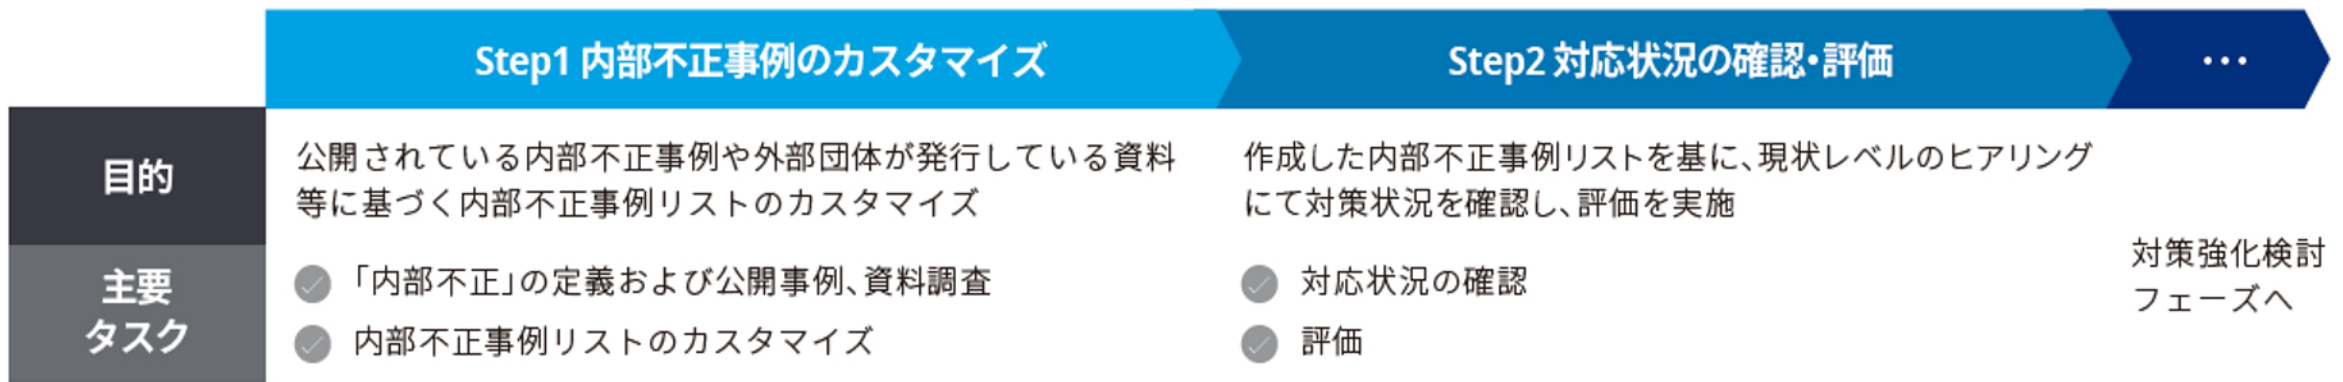 Step1 内部不正事例のカスタマイズ
Step2 対応状況の確認・評価
･･･
目的
公開されている内部不正事例や外部団体が発行している資料
等に基づく内部不正事例リストのカスタマイズ
作成した内部不正事例リストを基に、現状レベルのヒアリング
にて対策状況を確認し、評価を実施
主要
タスク
「内部不正」の定義および公開事例、資料調査
内部不正事例リストのカスタマイズ
対応状況の確認
評価
対策強化検討
フェーズへ